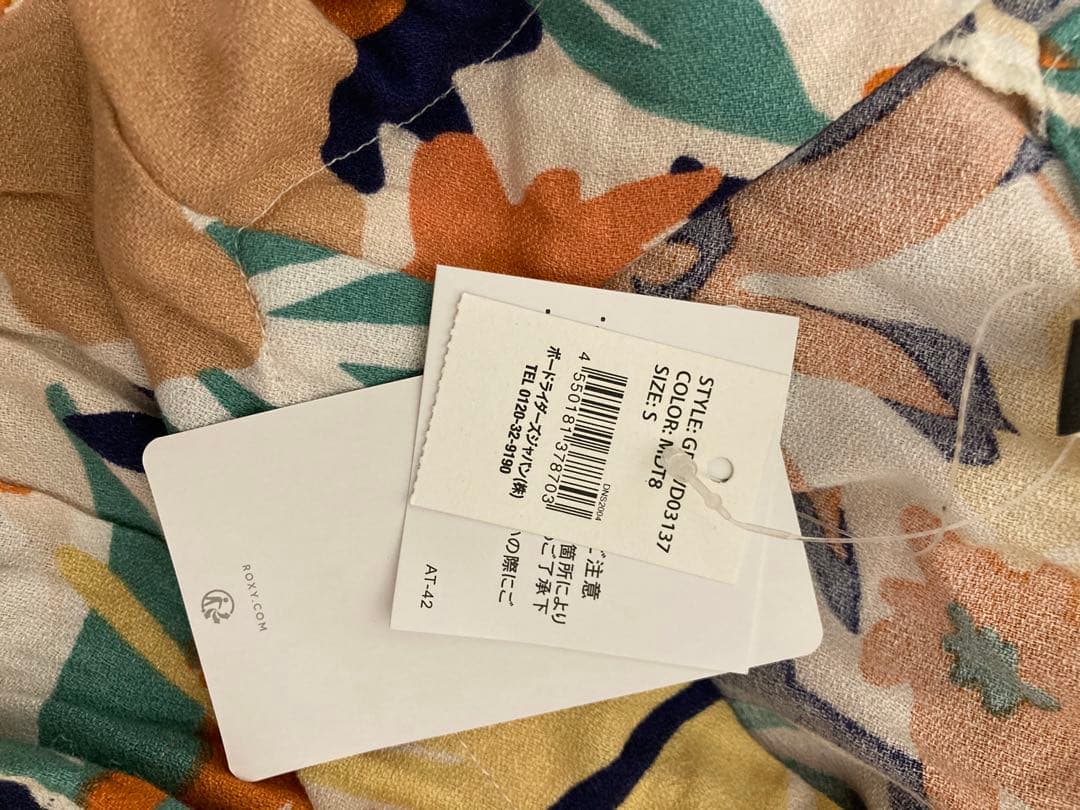 STYLE: G
/D03137
COLOR: M
OT8
SIZE: S
DNS2004
4 550181 378703
ボードライダーズジャパン(株)
TEL 0120-32-9190
ご注意
箇所により
ご了承下
の際にご
AT-42
ROXY.COM